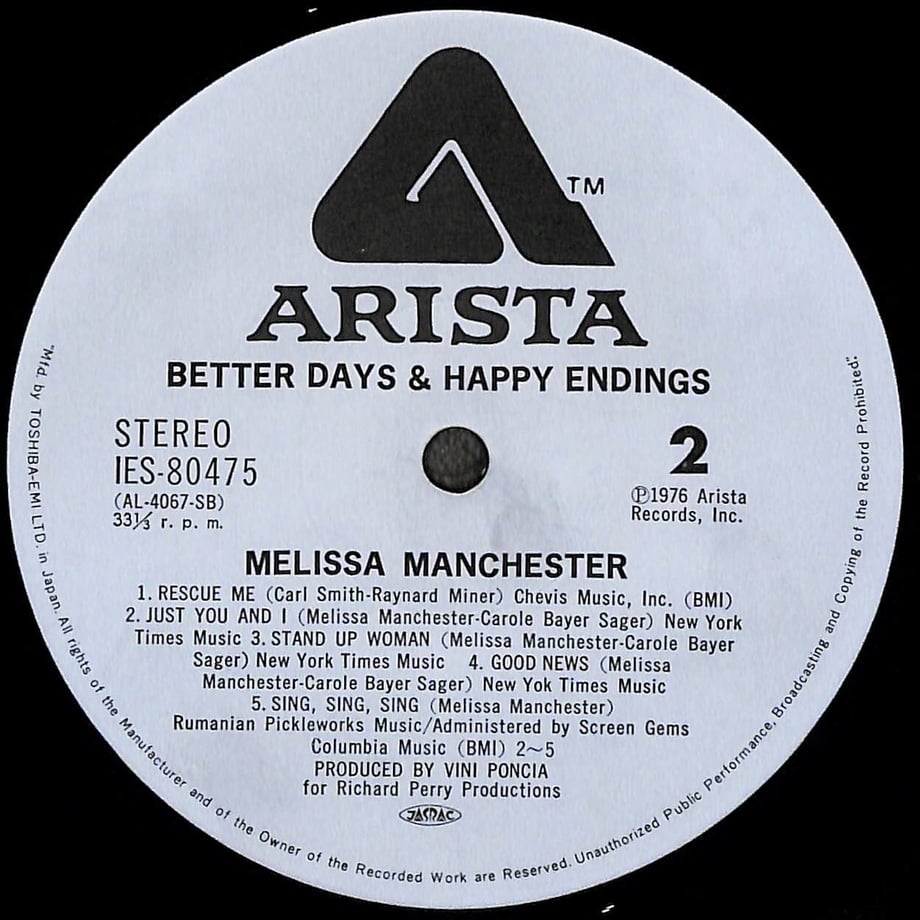 TM
ARISTA
BETTER DAYS & HAPPY ENDINGS
STEREO
IES-80475
(AL-4067-SB)
33⅓ r. p. m.
2
Ⓟ1976 Arista
Records, Inc.
MELISSA MANCHESTER
1. RESCUE ME (Carl Smith-Raynard Miner) Chevis Music, Inc. (BMI)
2. JUST YOU AND I (Melissa Manchester-Carole Bayer Sager) New York
Times Music 3. STAND UP WOMAN (Melissa Manchester-Carole Bayer
Sager) New York Times Music 4. GOOD NEWS (Melissa
Manchester-Carole Bayer Sager) New Yok Times Music
5. SING, SING, SING (Melissa Manchester)
Rumanian Pickleworks Music/Administered by Screen Gems
Columbia Music (BMI) 2~5
PRODUCED BY VINI PONCIA
for Richard Perry Productions
JASRAC
"Mfd. by TOSHIBA-EMI LTD. in Japan. All rights of the Manufacturer and of the Owner of the Recorded Work are Reserved. Unauthorized Public Performance, Broadcasting and Copying of the Record Prohibited."